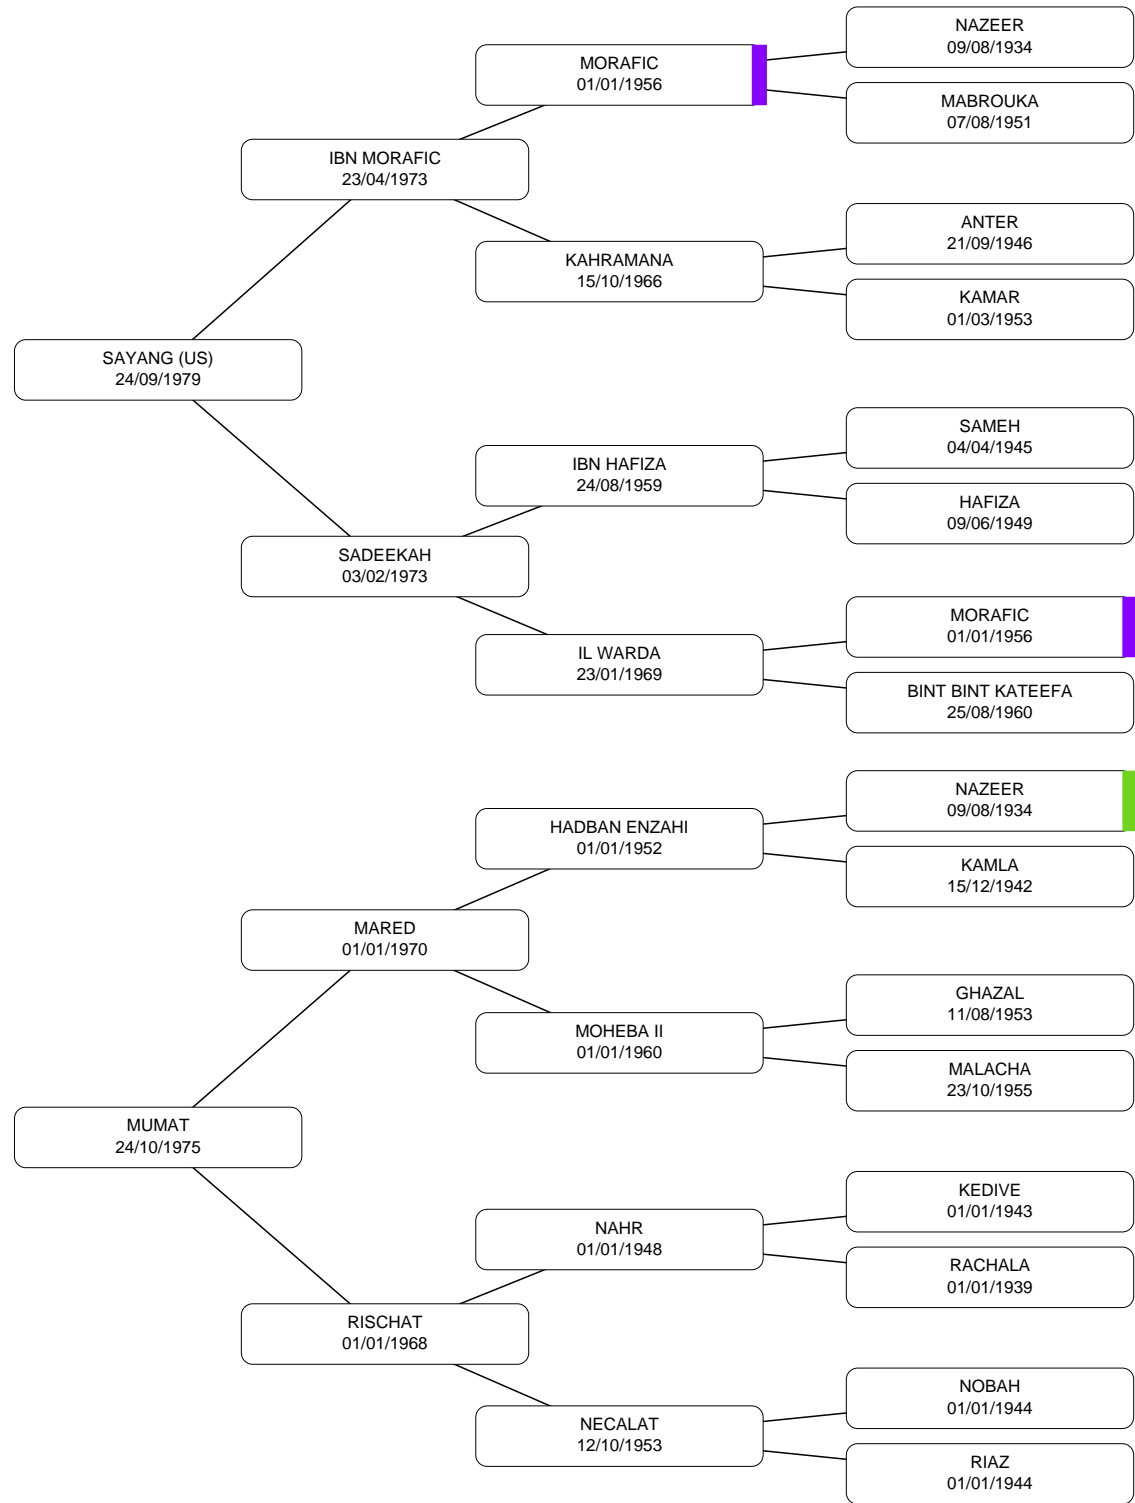 NAZEER
09/08/1934
MORAFIC
01/01/1956
MABROUKA
07/08/1951
IBN MORAFIC
23/04/1973
ANTER
21/09/1946
KAHRAMANA
15/10/1966
KAMAR
01/03/1953
SAYANG (US)
24/09/1979
SAMEH
04/04/1945
IBN HAFIZA
24/08/1959
HAFIZA
09/06/1949
SADEEKAH
03/02/1973
MORAFIC
01/01/1956
IL WARDA
23/01/1969
BINT BINT KATEEFA
25/08/1960
NAZEER
09/08/1934
HADBAN ENZAHI
01/01/1952
KAMLA
15/12/1942
MARED
01/01/1970
GHAZAL
11/08/1953
MOHEBA II
01/01/1960
MALACHA
23/10/1955
MUMAT
24/10/1975
KEDIVE
01/01/1943
NAHR
01/01/1948
RACHALA
01/01/1939
RISCHAT
01/01/1968
NOBAH
01/01/1944
NECALAT
12/10/1953
RIAZ
01/01/1944